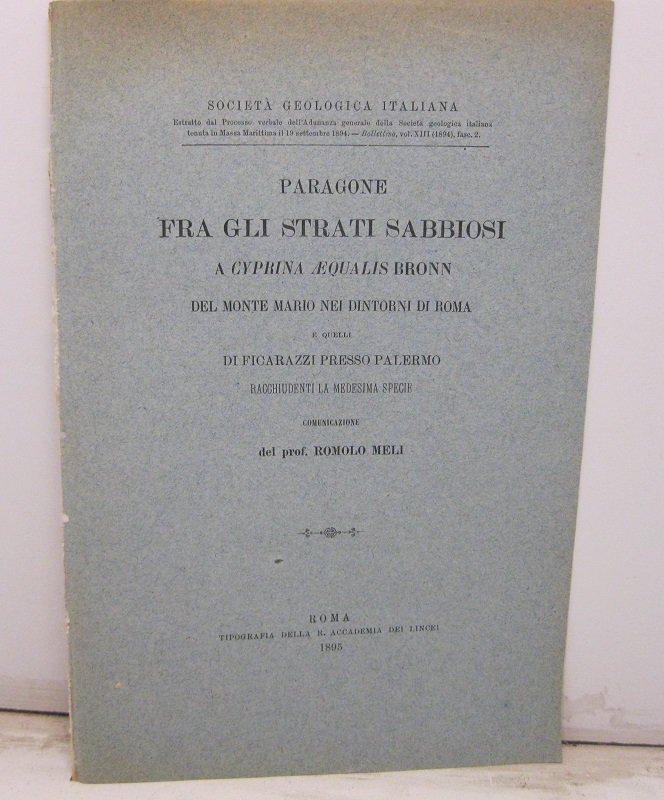 SOCIETÀ GEOLOGICA ITALIANA
Estratto dal Processo verbale dell'Adunanza generale della Società geologica italiana
tenuta in Massa Marittima il 19 settembre 1894. — Bollettino, vol. XIII (1894), fasc. 2.
PARAGONE
FRA GLI STRATI SABBIOSI
A CYPRINA ÆQUALIS BRONN
DEL MONTE MARIO NEI DINTORNI DI ROMA
E QUELLI
DI FICARAZZI PRESSO PALERMO
RACCHIUDENTI LA MEDESIMA SPECIE
COMUNICAZIONE
del prof. ROMOLO MELI
ROMA
TIPOGRAFIA DELLA R. ACCADEMIA DEI LINCEI
1895